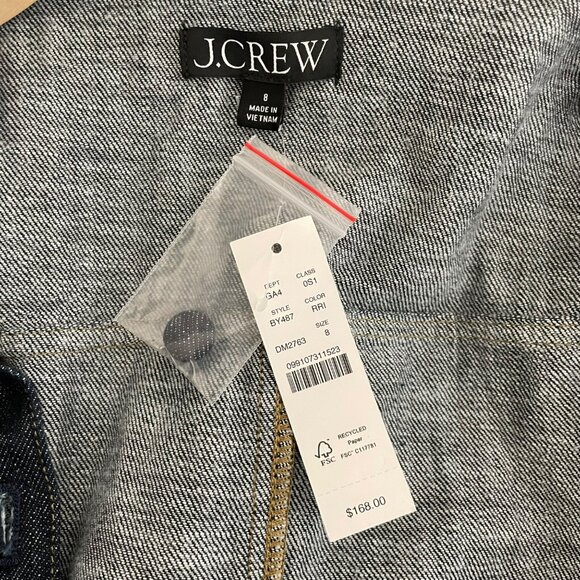 J.CREW
8
MADE IN
VIETNAM
DEPT CLASS
GA4 0S1
STYLE COLOR
BY487 RRI
SIZE
DM2763 8
099107311523
RECYCLED
Paper
FSC
FSC® C117781
$168.00